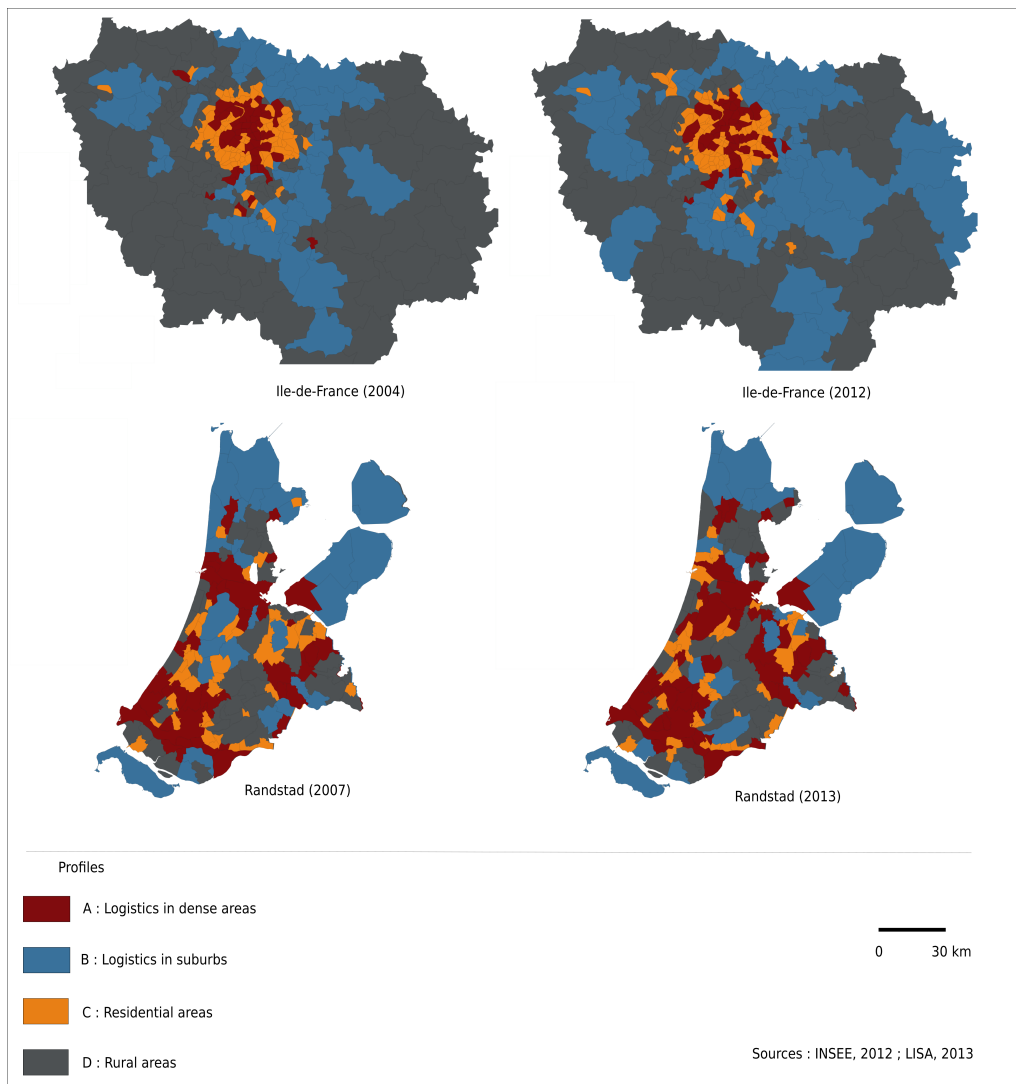 Ile-de-France (2004)
Ile-de-France (2012)
Randstad (2007)
Randstad (2013)
Profiles
A : Logistics in dense areas
B : Logistics in suburbs
0 30 km
C : Residential areas
D : Rural areas
Sources : INSEE, 2012 ; LISA, 2013